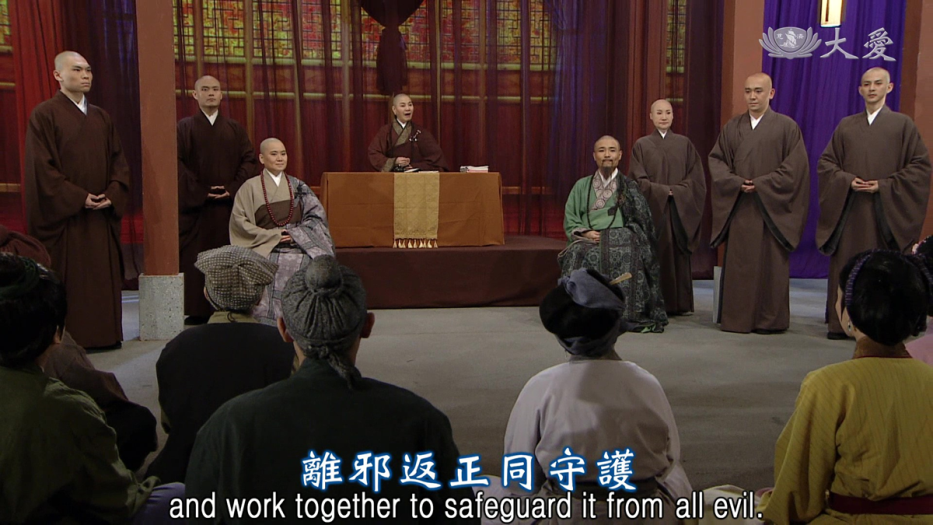 大愛
離邪返正同守護
and work together to safeguard it from all evil.